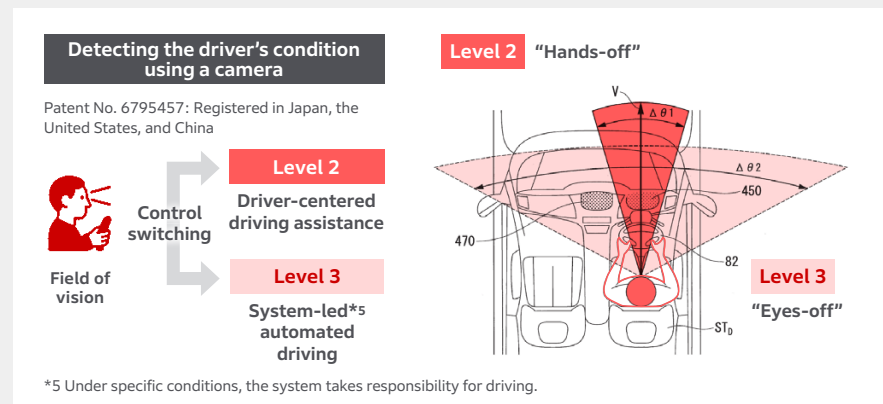 Detecting the driver's condition
using a camera
Patent No. 6795457: Registered in Japan, the
United States, and China
Field of
vision
Control
switching
Level 2
Driver-centered
driving assistance
Level 3
System-led*5
automated
driving
Level 2 “Hands-off”
V
Δθ1
Δθ2
450
470
82
STD
Level 3
“Eyes-off”
*5 Under specific conditions, the system takes responsibility for driving.